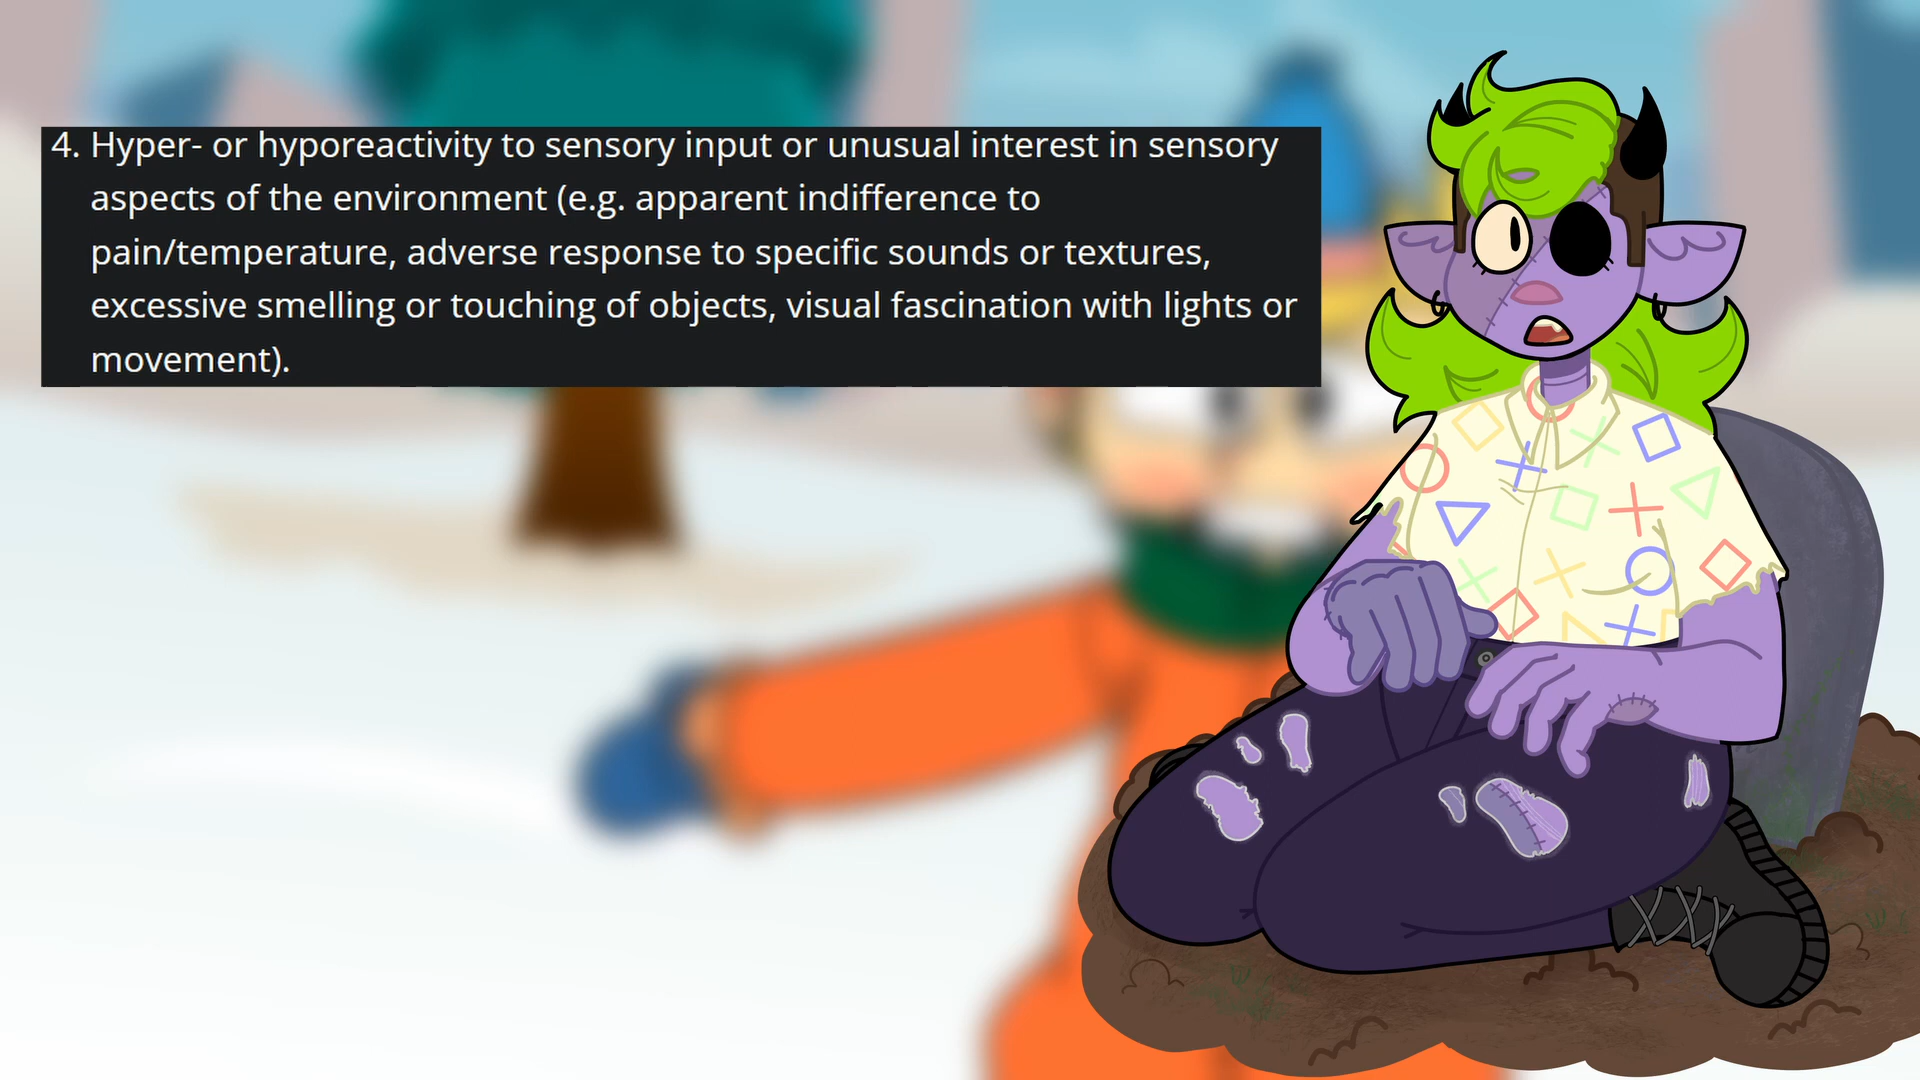 4. Hyper- or hyporeactivity to sensory input or unusual interest in sensory
aspects of the environment (e.g. apparent indifference to
pain/temperature, adverse response to specific sounds or textures,
excessive smelling or touching of objects, visual fascination with lights or
movement).